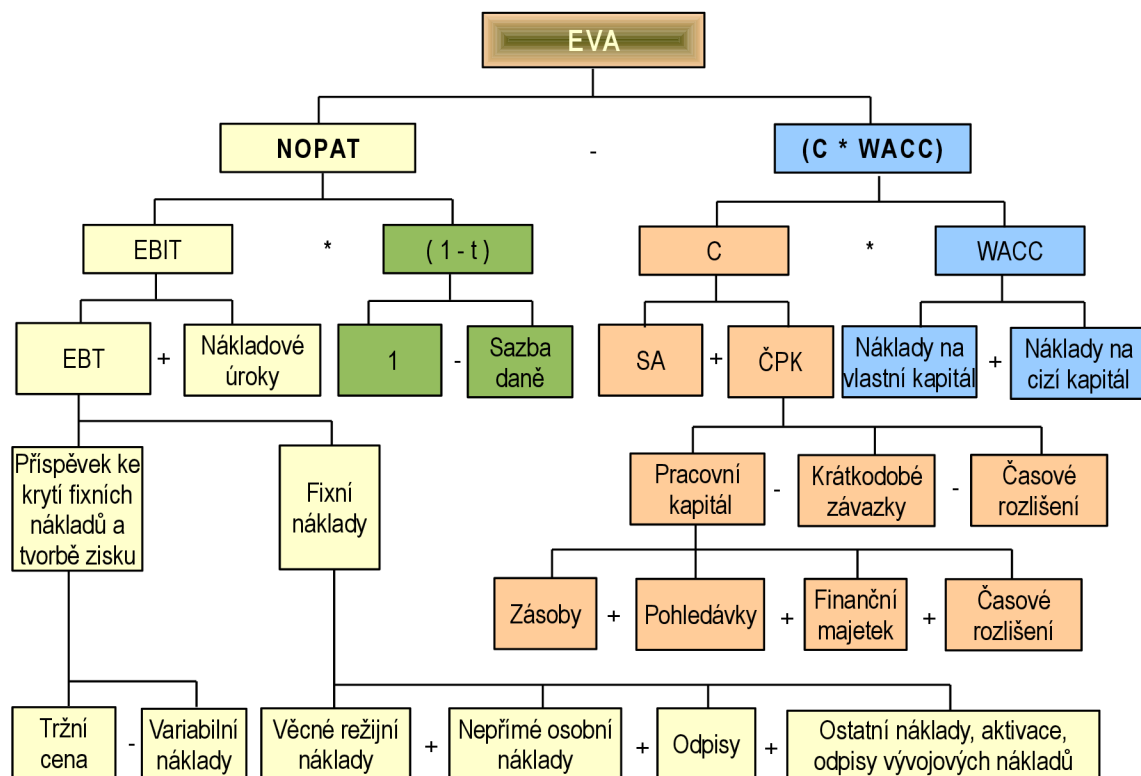 EVA
NOPAT - (C * WACC)
EBIT * ( 1 - t ) C * WACC
EBT + Nákladové
úroky
1 - Sazba
daně
SA + ČPK
Náklady na
vlastní kapitál
+ Náklady na
cizí kapitál
Příspěvek ke
krytí fixních
nákladů a
tvorbě zisku
Fixní
náklady
Pracovní
kapitál
- Krátkodobé
závazky
- Časové
rozlišení
Zásoby + Pohledávky + Finanční
majetek
+ Časové
rozlišení
Tržní
cena
- Variabilní
náklady
Věcné režijní
náklady
+ Nepřímé osobní
náklady
+ Odpisy +
Ostatní náklady, aktivace,
odpisy vývojových nákladů